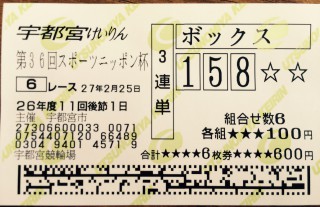 宇都宮けいりん
第36回スポーツニッポン杯
6 レース 27年2月25日
26年度11回後節1日
主催 宇都宮市
27306600033 0071
0754407120 66489
0304 9401 4571 9
宇都宮競輪場
3連単
ボックス
158☆☆
組合せ数6
各組★★★100円
合計★★★★6枚券★★★★600円